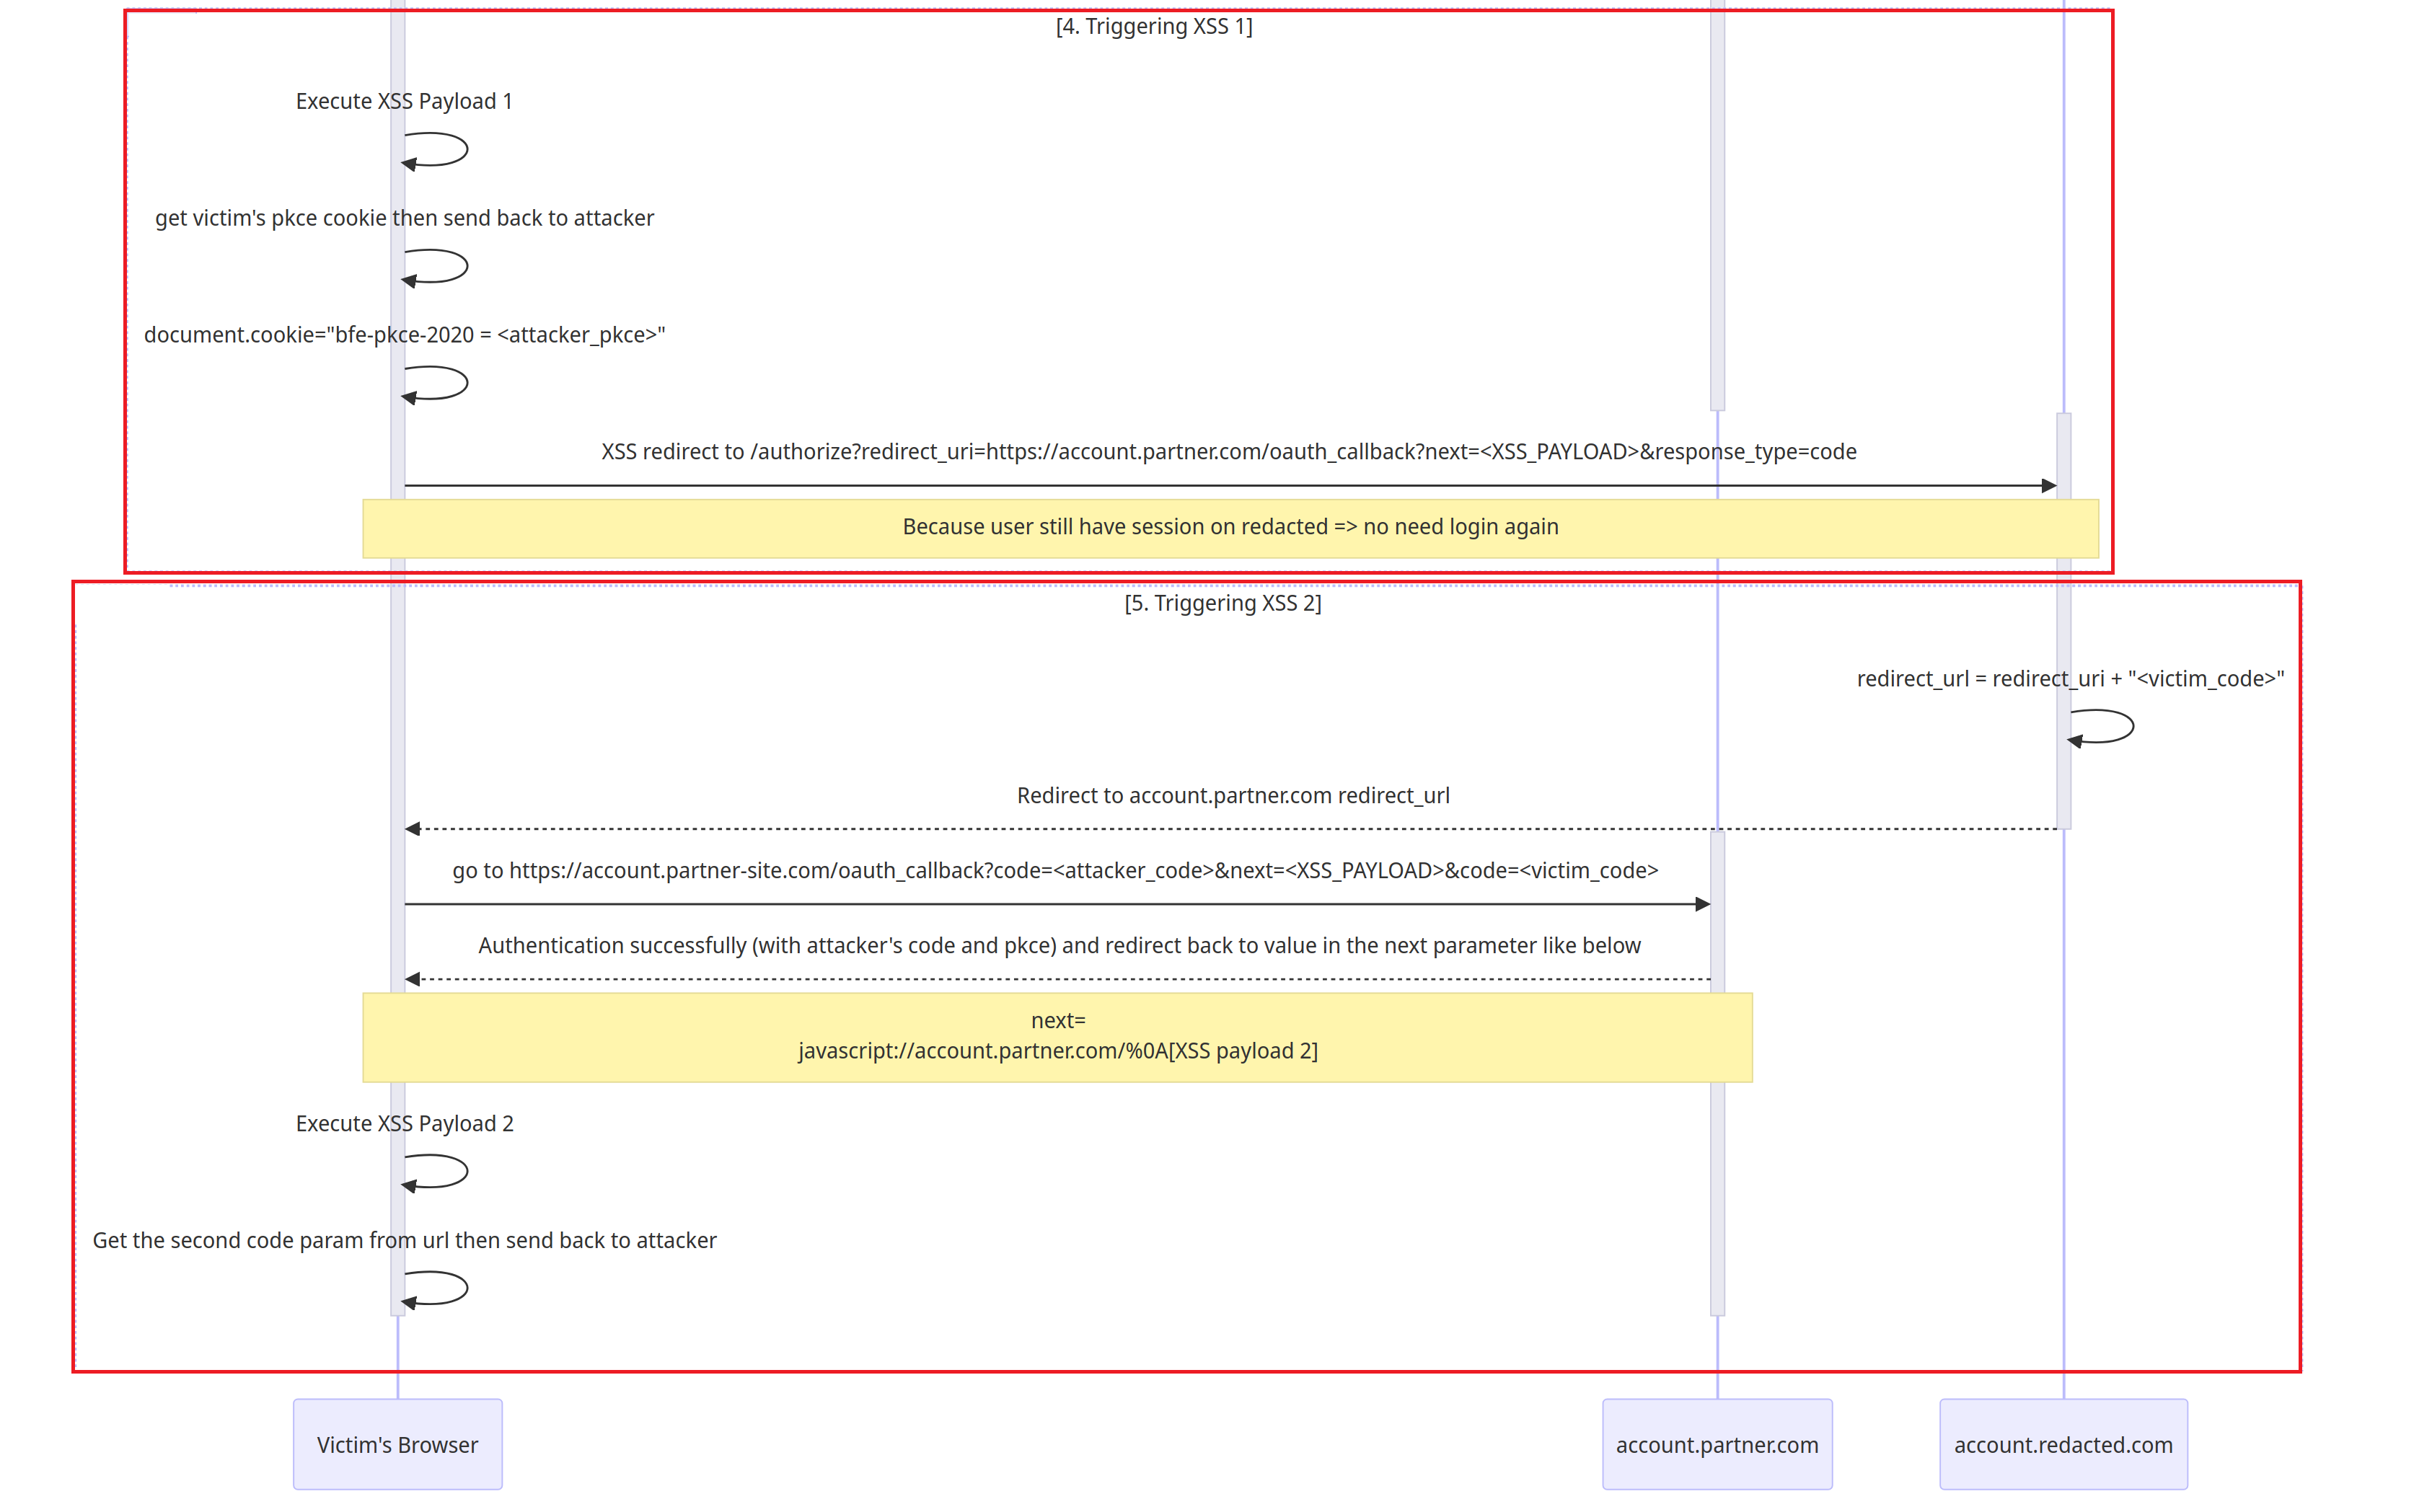 [4. Triggering XSS 1]
Execute XSS Payload 1
get victim's pkce cookie then send back to attacker
document.cookie="bfe-pkce-2020 = <attacker_pkce>"
XSS redirect to /authorize?redirect_uri=https://account.partner.com/oauth_callback?next=<XSS_PAYLOAD>&response_type=code
Because user still have session on redacted => no need login again
[5. Triggering XSS 2]
redirect_url = redirect_uri + "<victim_code>"
Redirect to account.partner.com redirect_url
go to https://account.partner-site.com/oauth_callback?code=<attacker_code>&next=<XSS_PAYLOAD>&code=<victim_code>
Authentication successfully (with attacker's code and pkce) and redirect back to value in the next parameter like below
next=
javascript://account.partner.com/%0A[XSS payload 2]
Execute XSS Payload 2
Get the second code param from url then send back to attacker
Victim's Browser
account.partner.com
account.redacted.com